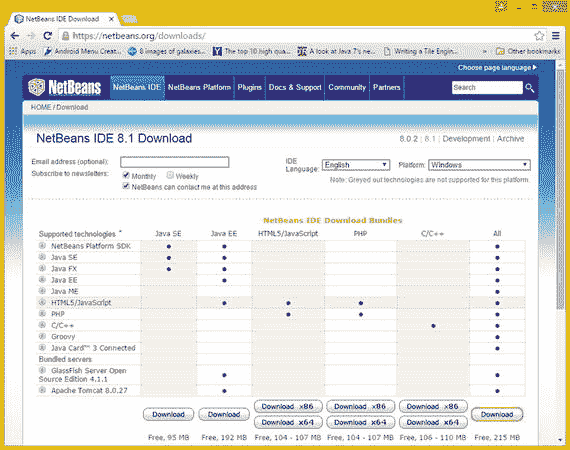 NetBeans IDE Download
https://netbeans.org/downloads/
Apps
Android Menu Creat...
8 images of galaxies...
The top 10 high qua...
A look at Java 7's ne...
Writing a Tile Engin...
»
Other bookmarks
Choose page language
NetBeans
NetBeans IDE
NetBeans Platform
Plugins
Docs & Support
Community
Partners
Search
HOME / Download
NetBeans IDE 8.1 Download
8.0.2 | 8.1 | Development | Archive
Email address (optional):
IDE Language: English
Platform: Windows
Subscribe to newsletters:
Monthly
Weekly
NetBeans can contact me at this address
Note: Greyed out technologies are not supported for this platform.
NetBeans IDE Download Bundles
Supported technologies * Java SE Java EE HTML5/JavaScript PHP C/C++ All
NetBeans Platform SDK
Java SE
Java FX
Java EE
Java ME
HTML5/JavaScript
PHP
C/C++
Groovy
Java Card™ 3 Connected
Bundled servers
GlassFish Server Open
Source Edition 4.1.1
Apache Tomcat 8.0.27
Download Download Download x86 Download x86 Download x86 Download
Download x64 Download x64 Download x64
Free, 95 MB Free, 192 MB Free, 104 - 107 MB Free, 104 - 107 MB Free, 106 - 110 MB Free, 215 MB